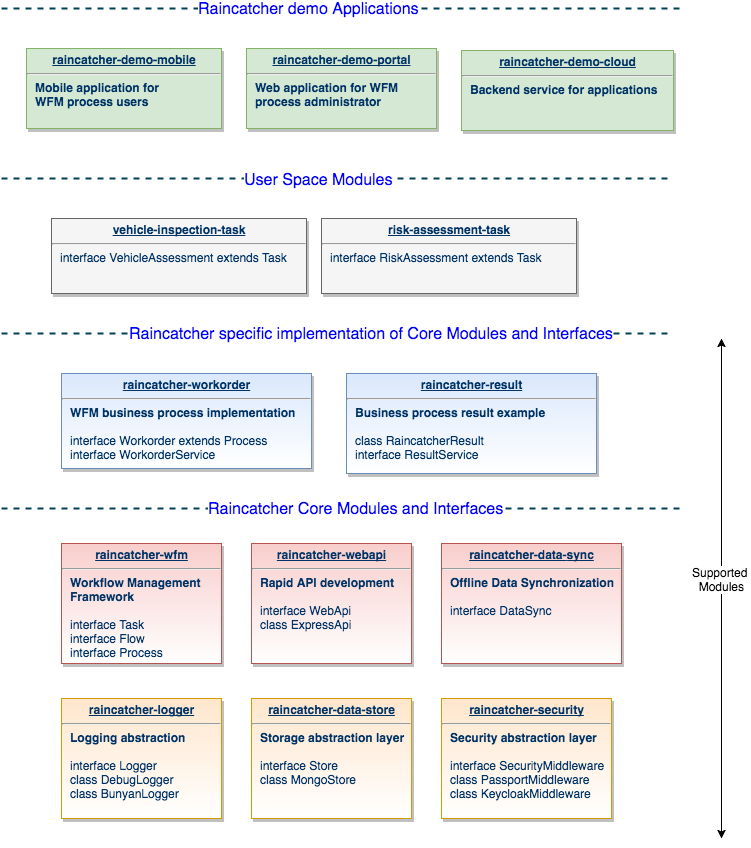 Raincatcher demo Applications
raincatcher-demo-mobile
Mobile application for
WFM process users
raincatcher-demo-portal
Web application for WFM
process administrator
raincatcher-demo-cloud
Backend service for applications
User Space Modules
vehicle-inspection-task
interface VehicleAssessment extends Task
risk-assessment-task
interface RiskAssessment extends Task
Raincatcher specific implementation of Core Modules and Interfaces
raincatcher-workorder
WFM business process implementation
interface Workorder extends Process
interface WorkorderService
raincatcher-result
Business process result example
class RaincatcherResult
interface ResultService
Raincatcher Core Modules and Interfaces
raincatcher-wfm
Workflow Management
Framework
interface Task
interface Flow
interface Process
raincatcher-webapi
Rapid API development
interface WebApi
class ExpressApi
raincatcher-data-sync
Offline Data Synchronization
interface DataSync
Supported
Modules
raincatcher-logger
Logging abstraction
interface Logger
class DebugLogger
class BunyanLogger
raincatcher-data-store
Storage abstraction layer
interface Store
class MongoStore
raincatcher-security
Security abstraction layer
interface SecurityMiddleware
class PassportMiddleware
class KeycloakMiddleware